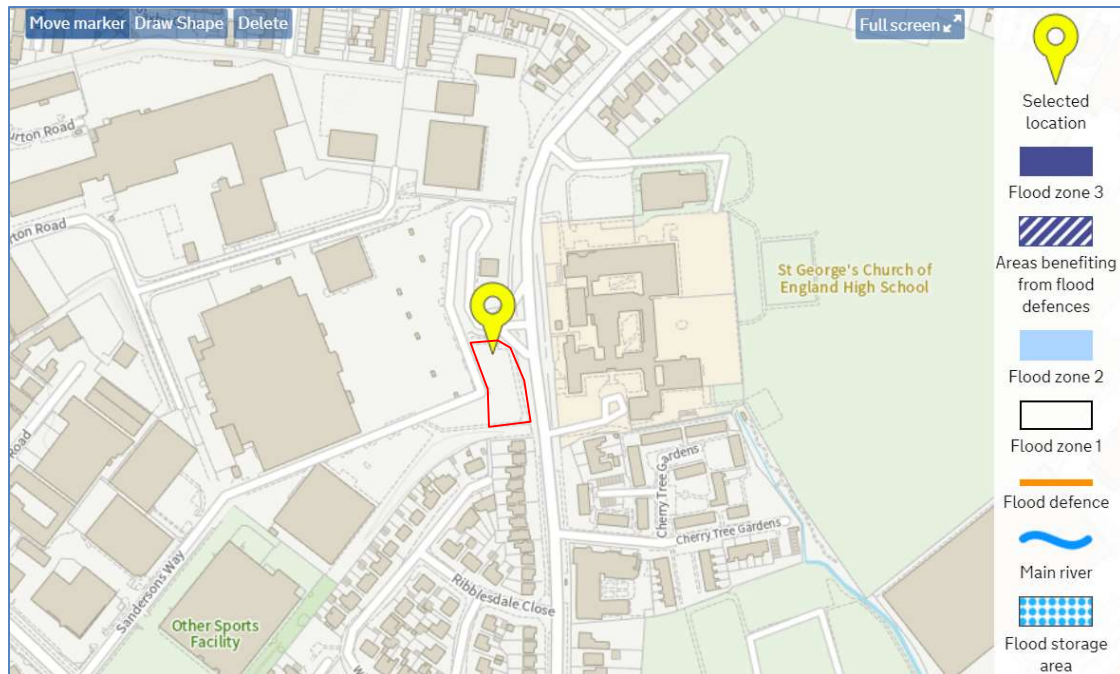 Move marker
Draw Shape
Delete
Full screen
urton Road
rton Road
Road
St George's Church of
England High School
Cherry Tree Gardens
Cherry Tree Gardens
Ribblesdale Close
Sandersons Way
Other Sports
Facility
W
Selected
location
Flood zone 3
Areas benefiting
from flood
defences
Flood zone 2
Flood zone 1
Flood defence
Main river
Flood storage
area